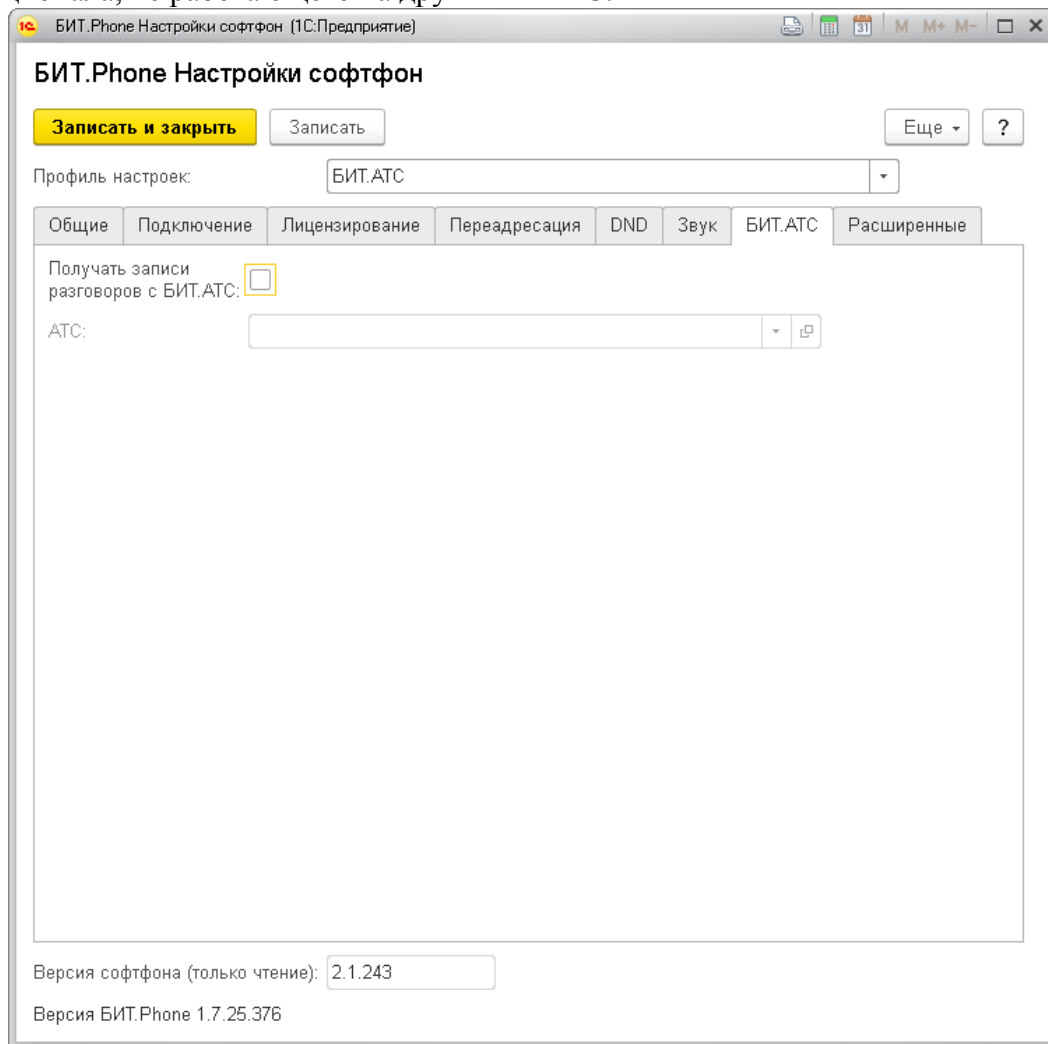 БИТ.Phone Настройки софтфон (1С:Предприятие)
31 M M+ M-
БИТ.Phone Настройки софтфон
Записать и закрыть Записать Еще ?
Профиль настроек: БИТ.АТС
Общие Подключение Лицензирование Переадресация DND Звук БИТ.АТС Расширенные
Получать записи
разговоров с БИТ.АТС:
АТС:
Версия софтфона (только чтение): 2.1.243
Версия БИТ.Phone 1.7.25.376